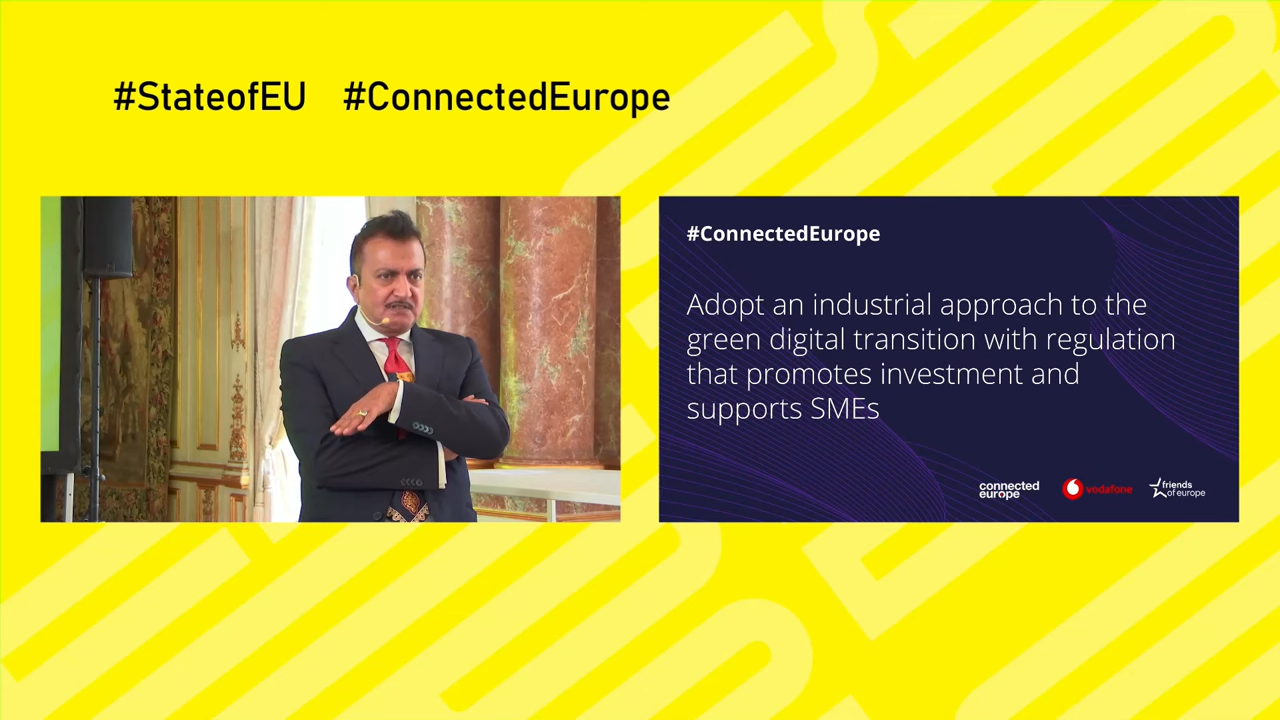 #StateofEU #ConnectedEurope
#ConnectedEurope
Adopt an industrial approach to the
green digital transition with regulation
that promotes investment and
supports SMEs
connected
europe
vodafone
friends
of europe